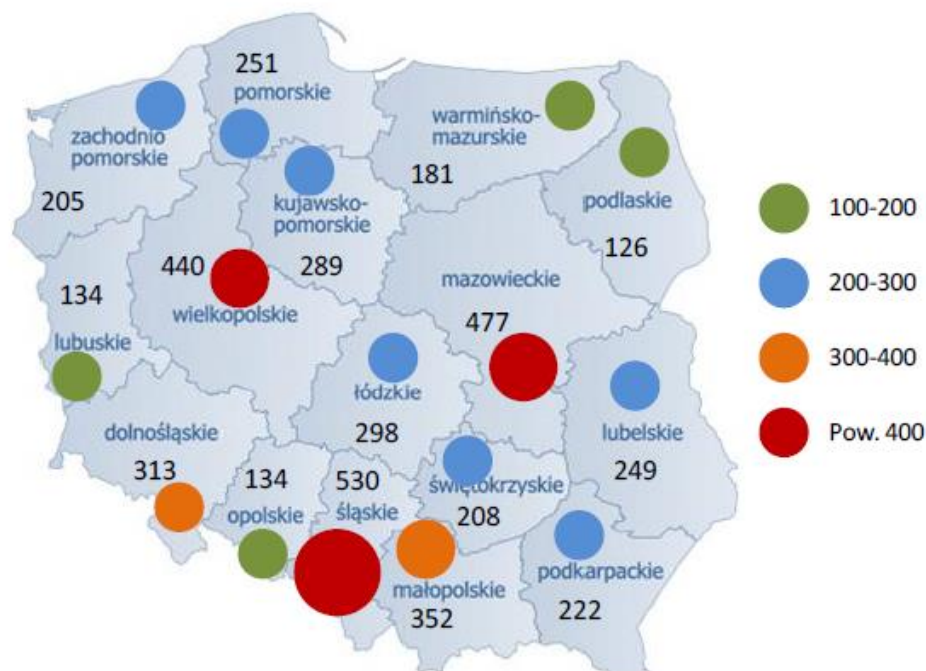 251
pomorskie
zachodnio
pomorskie
205
warmińsko-
mazurskie
181
podlaskie
126
kujawsko-
pomorskie
289
440
wielkopolskie
134
lubuskie
mazowieckie
477
łódzkie
298
lubelskie
249
dolnośląskie
313
134
opolskie
530
śląskie
świętokrzyskie
208
małopolskie
352
podkarpackie
222
100-200
200-300
300-400
Pow. 400